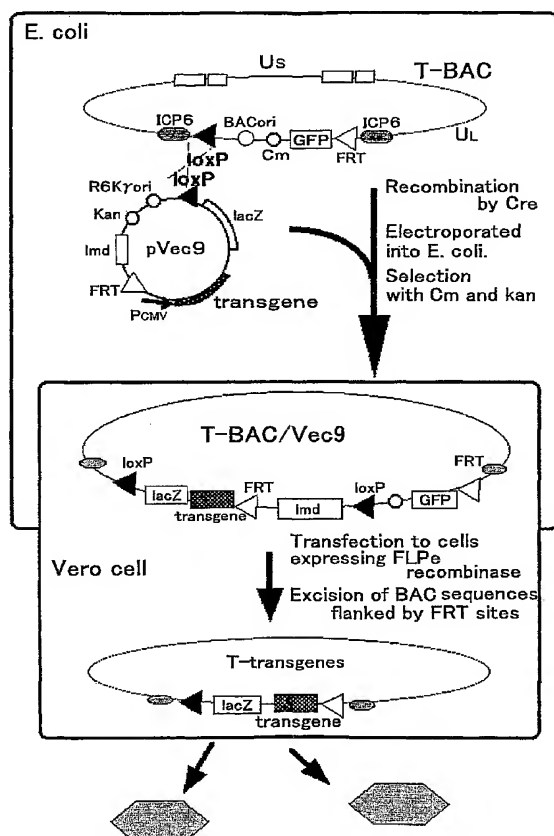 E. coli
Us
T-BAC
ICP6
BACori
ICP6
GFP
UL
Cm
FRT
loxP
loxP
R6Kγori
lacZ
Kan
pVec9
Imd
FRT
PCMV
transgene
Recombination
by Cre
Electroporated
into E. coli.
Selection
with Cm and kan
T-BAC/Vec9
loxP
loxP
FRT
lacZ
FRT
Imd
GFP
transgene
Vero cell
Transfection to cells
expressing FLPe
recombinase
Excision of BAC sequences
flanked by FRT sites
T-transgenes
lacZ
transgene